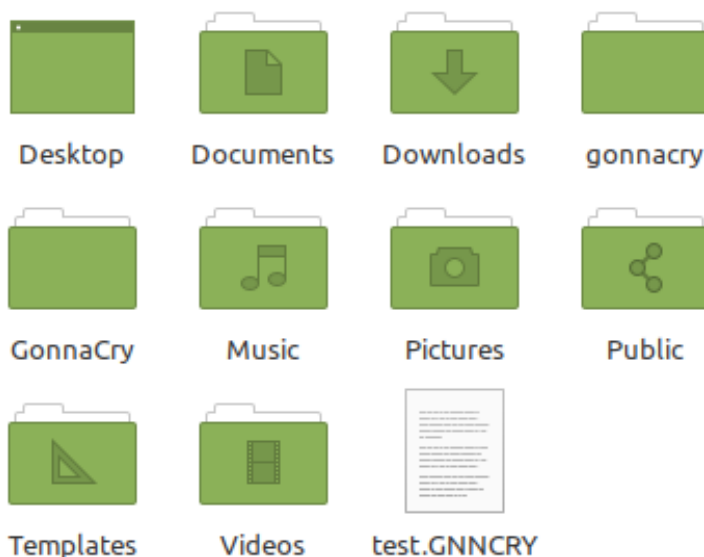 Desktop Documents Downloads gonnacry
GonnaCry Music Pictures Public
Templates Videos test.GNNCRY